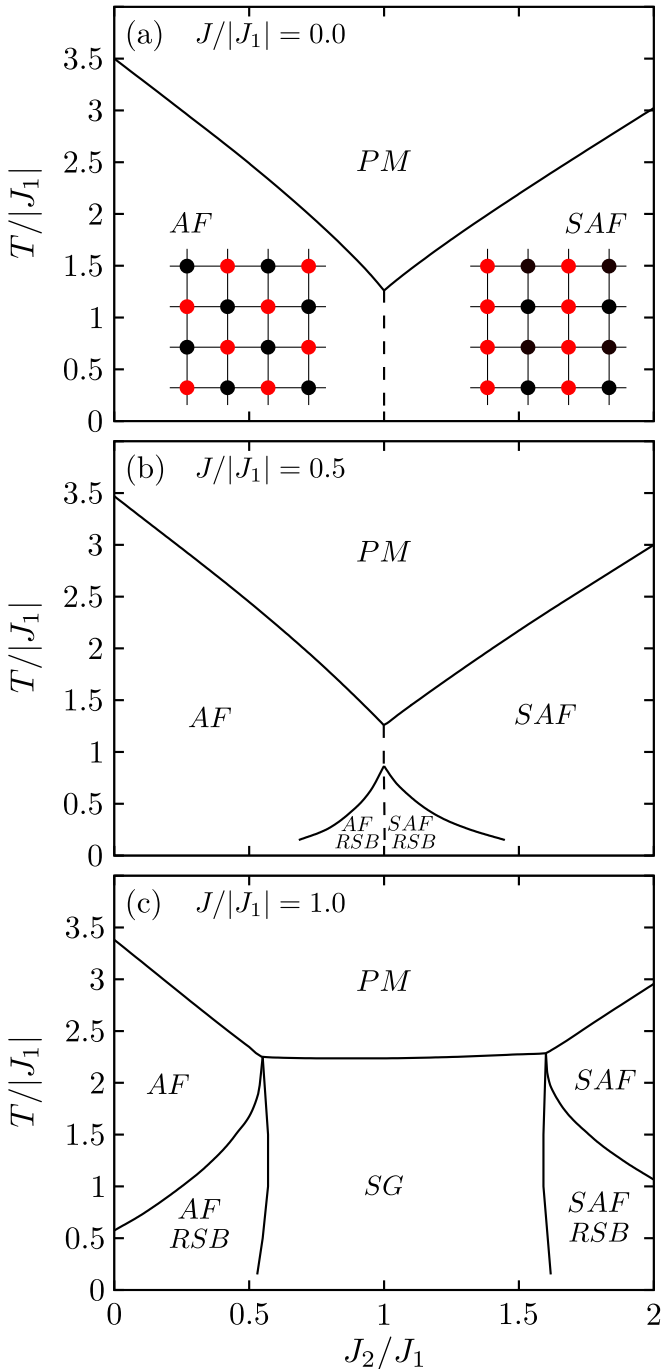 (a) J/|J₁| = 0.0
3.5
3
2.5
2
1.5
1
0.5
0
T/|J₁|
PM
AF
SAF
(b) J/|J₁| = 0.5
3.5
3
2.5
2
1.5
1
0.5
0
T/|J₁|
PM
AF
SAF
AF SAF
RSB RSB
(c) J/|J₁| = 1.0
3.5
3
2.5
2
1.5
1
0.5
0
T/|J₁|
PM
AF
SAF
SG
AF
RSB
SAF
RSB
0 0.5 1 1.5 2
J₂/J₁